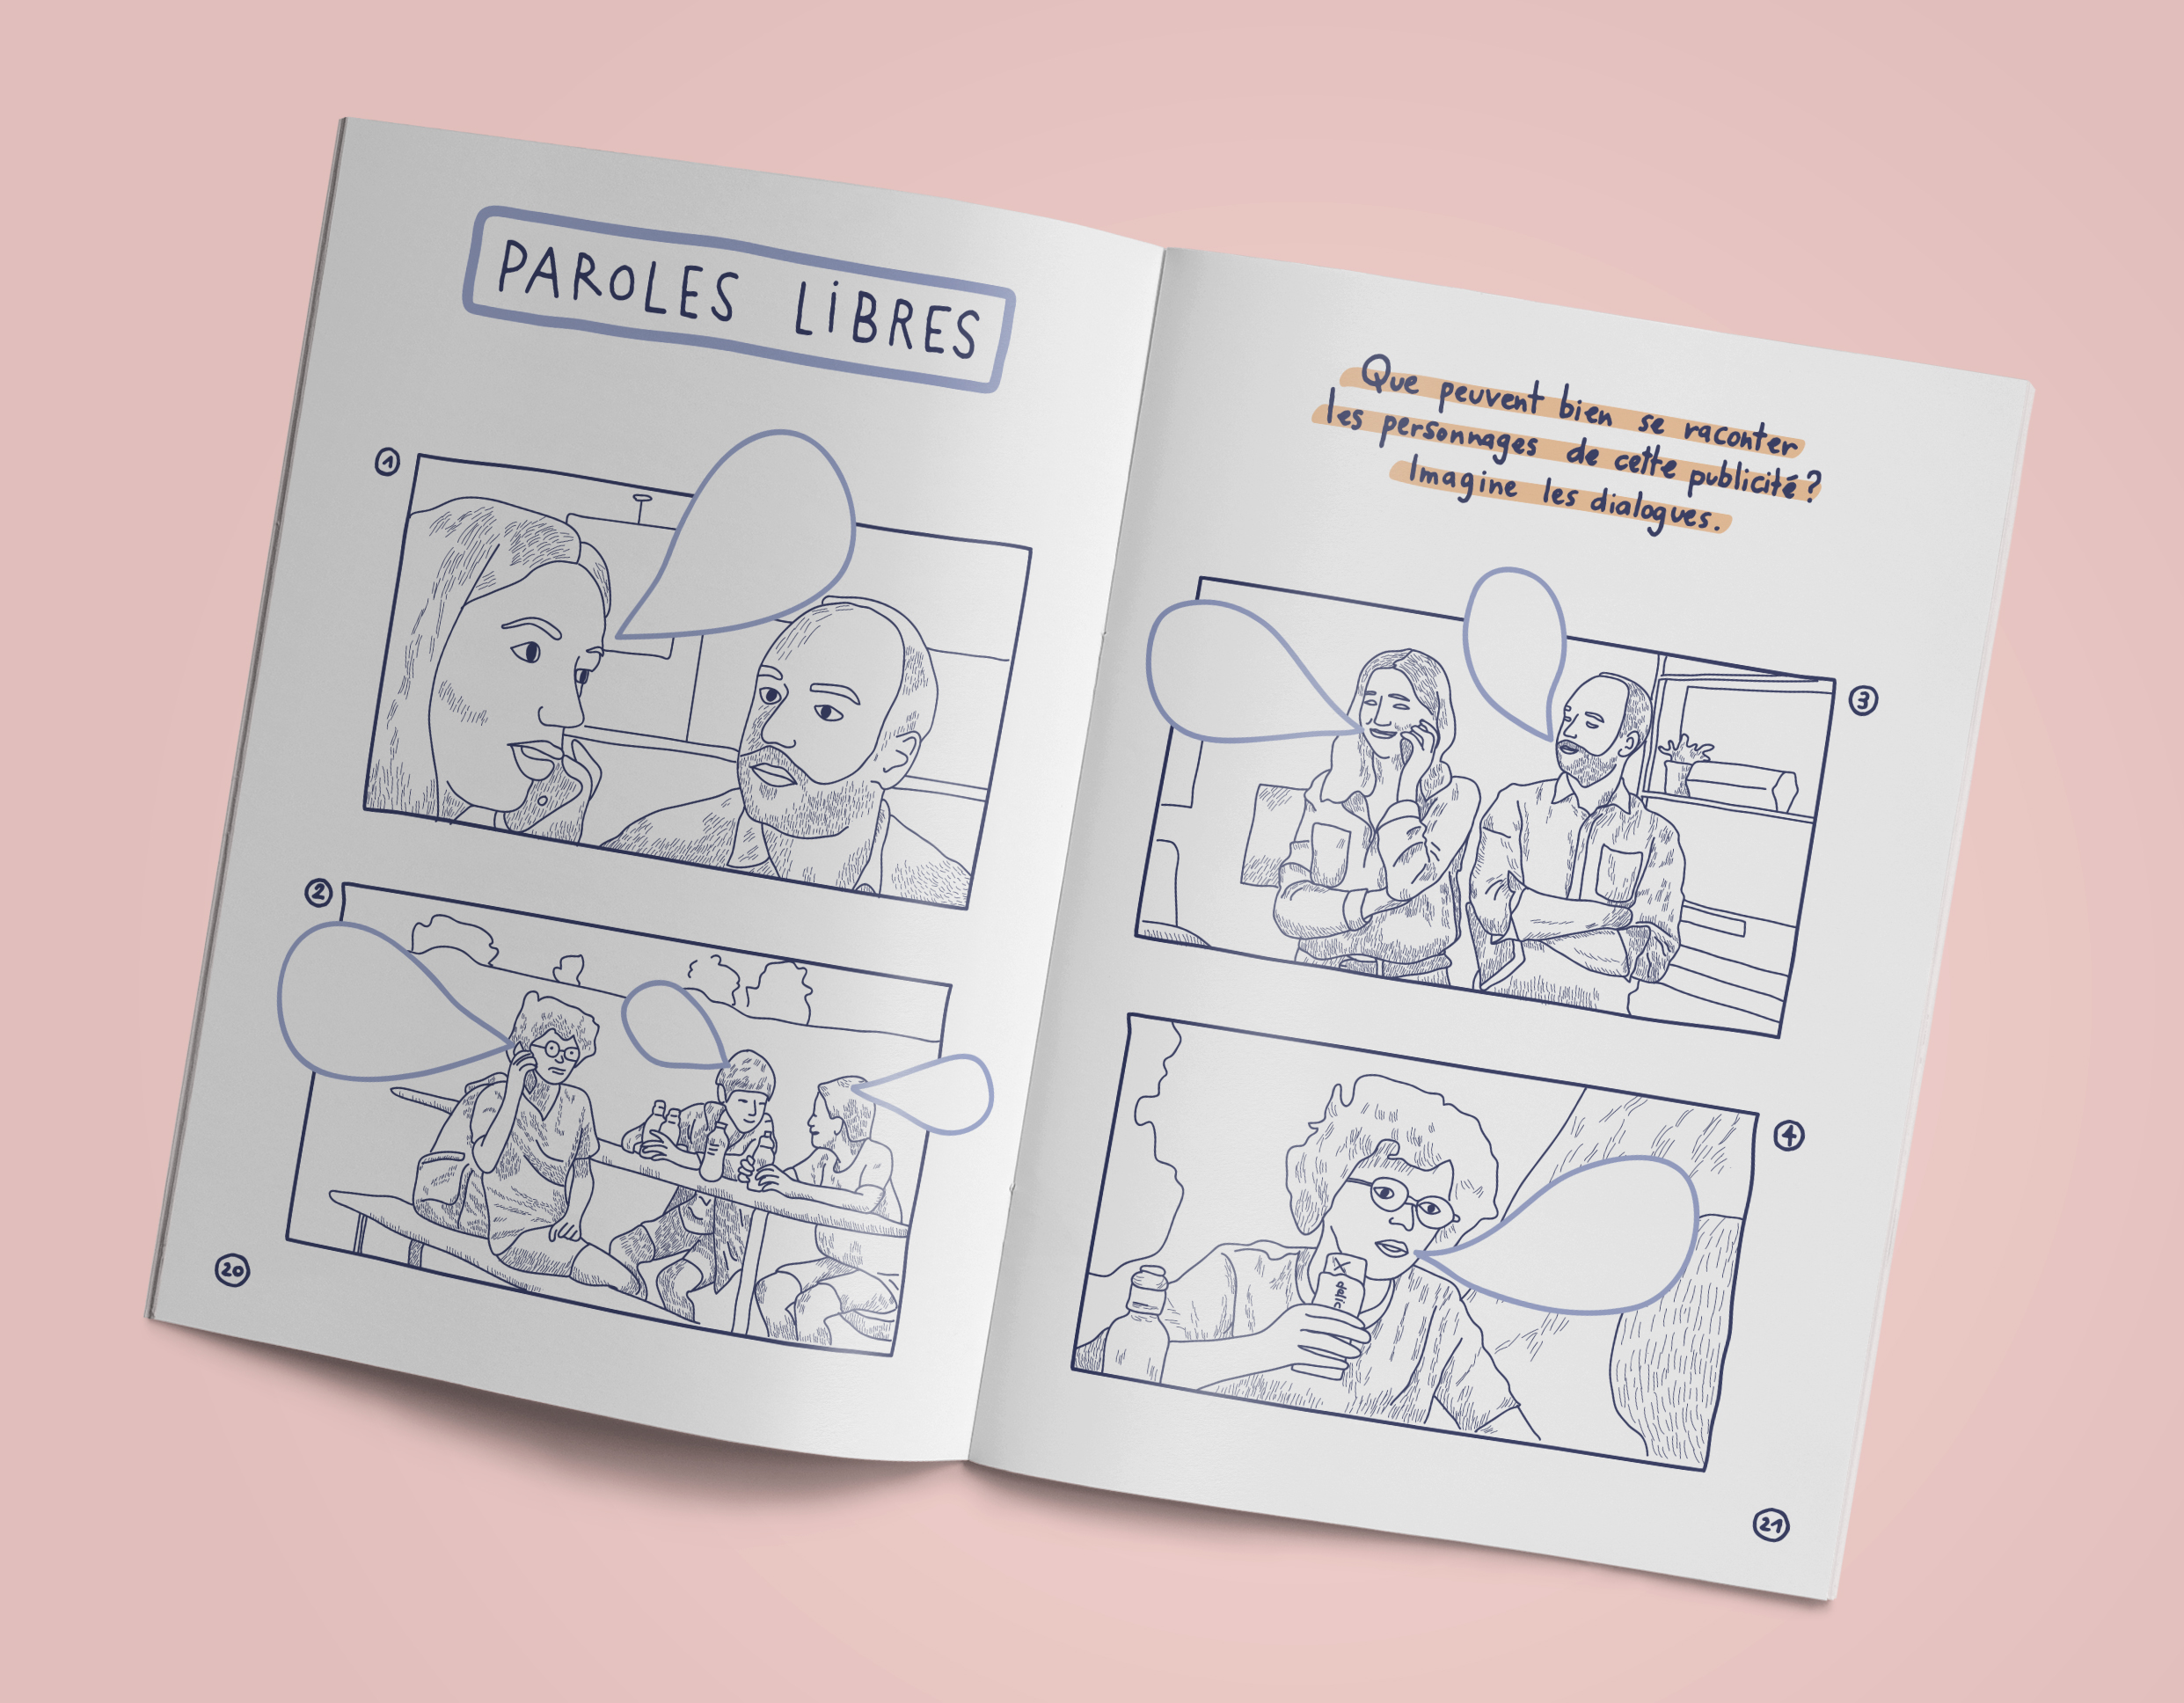 PAROLES LiBRES
1
2
20
Que peuvent bien se raconter
les personnages de cette publicité?
Imagine les dialogues.
3
4
X
21